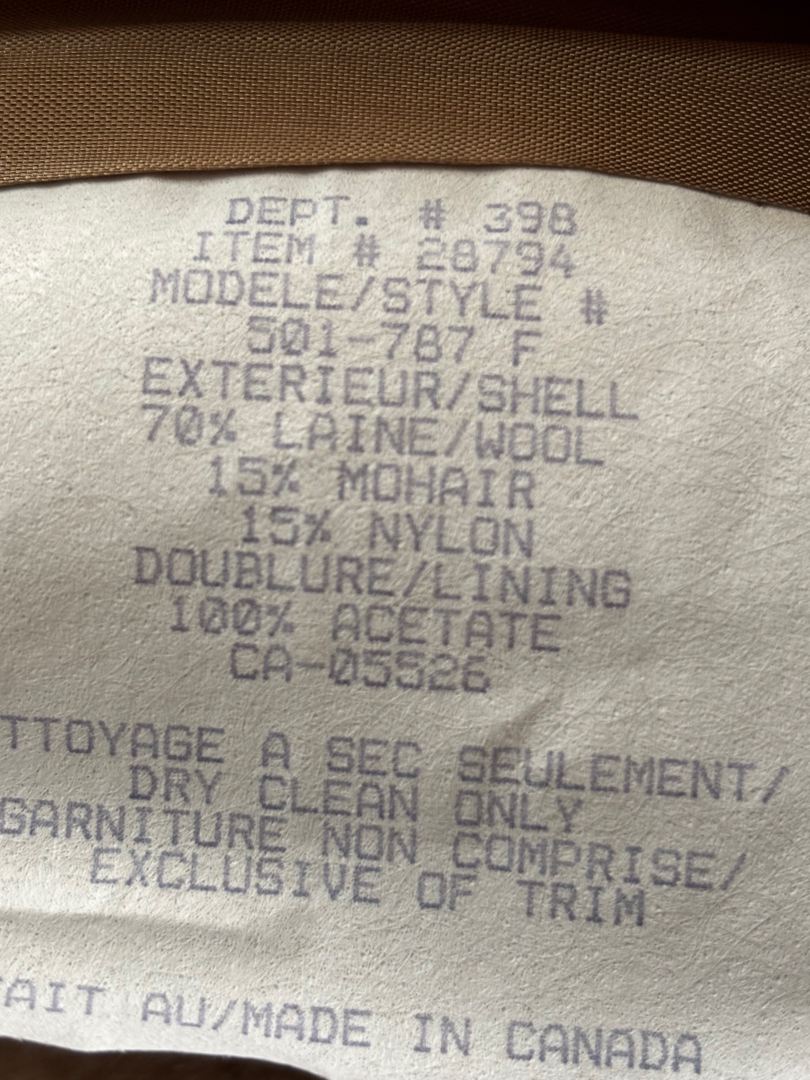 DEPT. # 398
ITEM # 28794
MODELE/STYLE #
501-787 F
EXTERIEUR/SHELL
70% LAINE/WOOL
15% MOHAIR
15% NYLON
DOUBLURE/LINING
100% ACETATE
CA-05526
TTOYAGE A SEC SEULEMENT/
DRY CLEAN ONLY
GARNITURE NON COMPRISE/
EXCLUSIVE OF TRIM
AIT AU/MADE IN CANADA